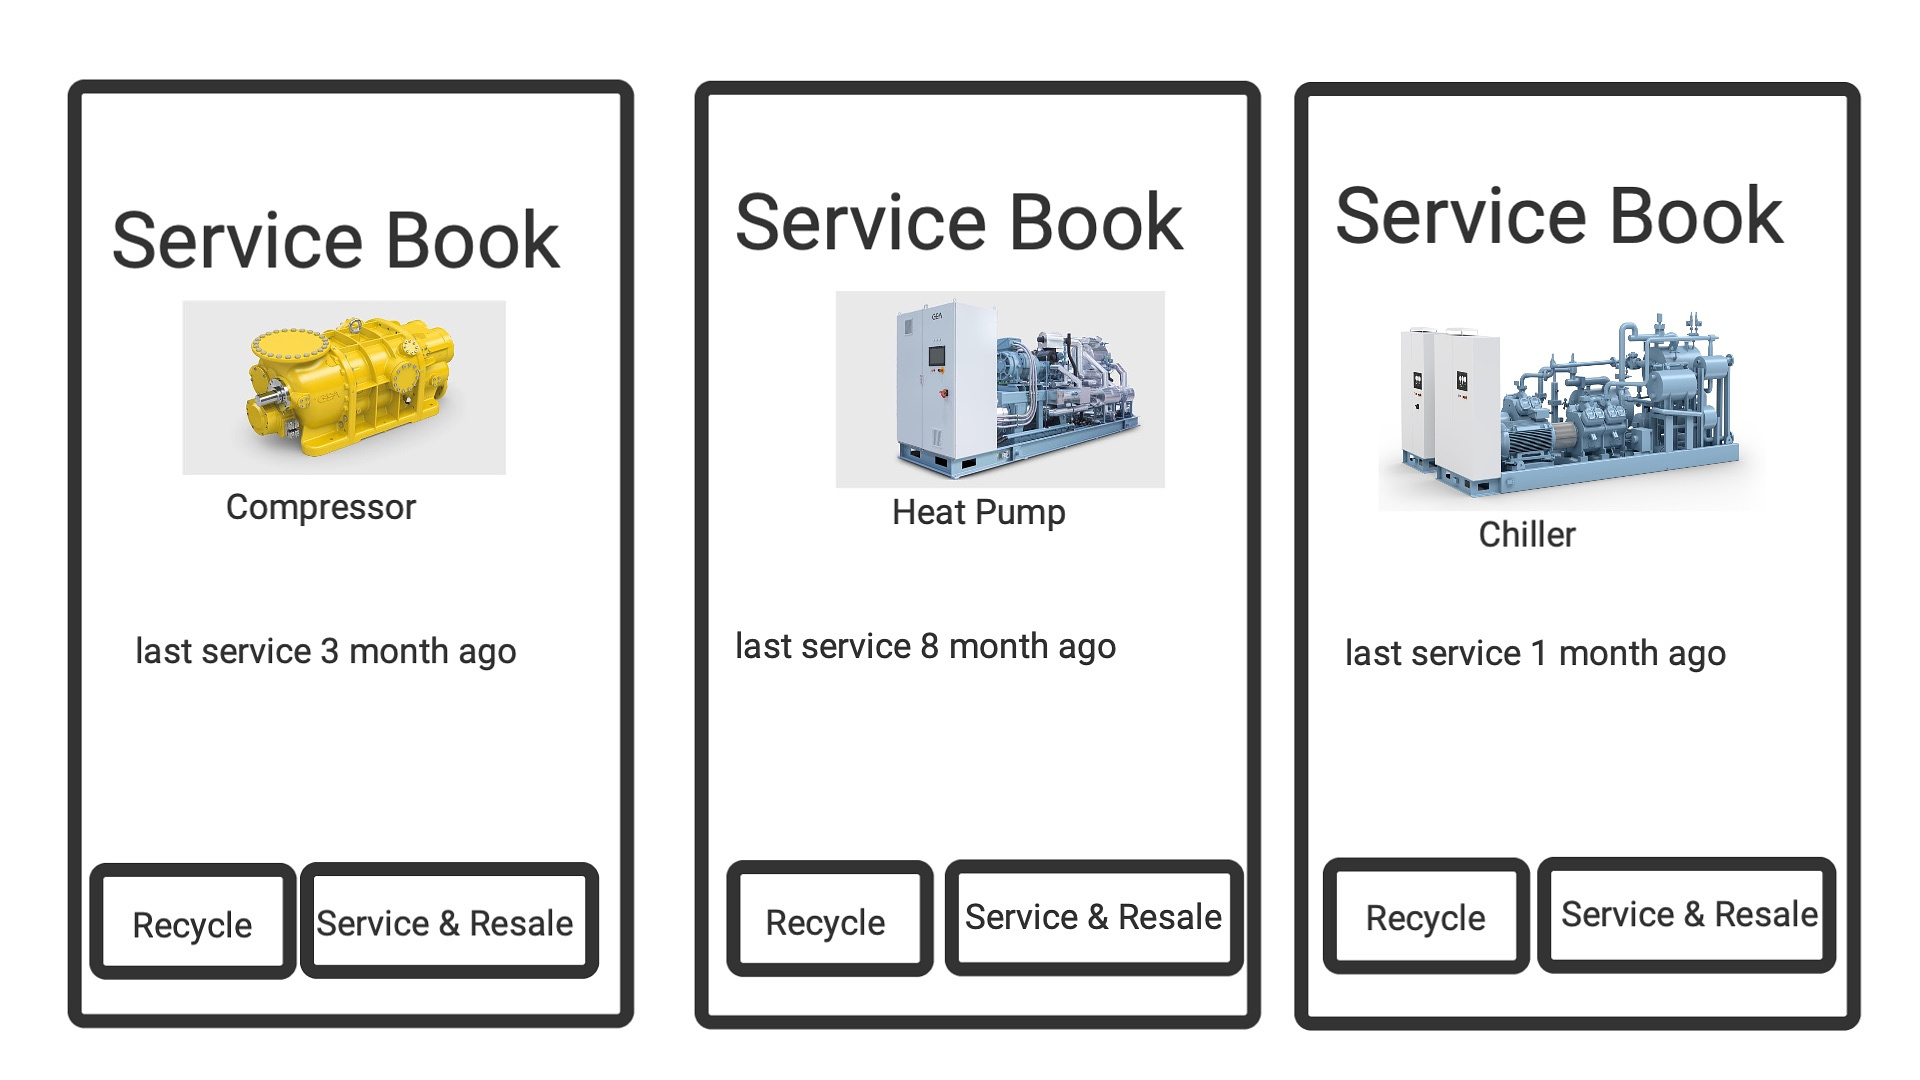 Service Book
GEA
Compressor
last service 3 month ago
Recycle
Service & Resale
Service Book
GEA
Heat Pump
last service 8 month ago
Recycle
Service & Resale
Service Book
Chiller
last service 1 month ago
Recycle
Service & Resale